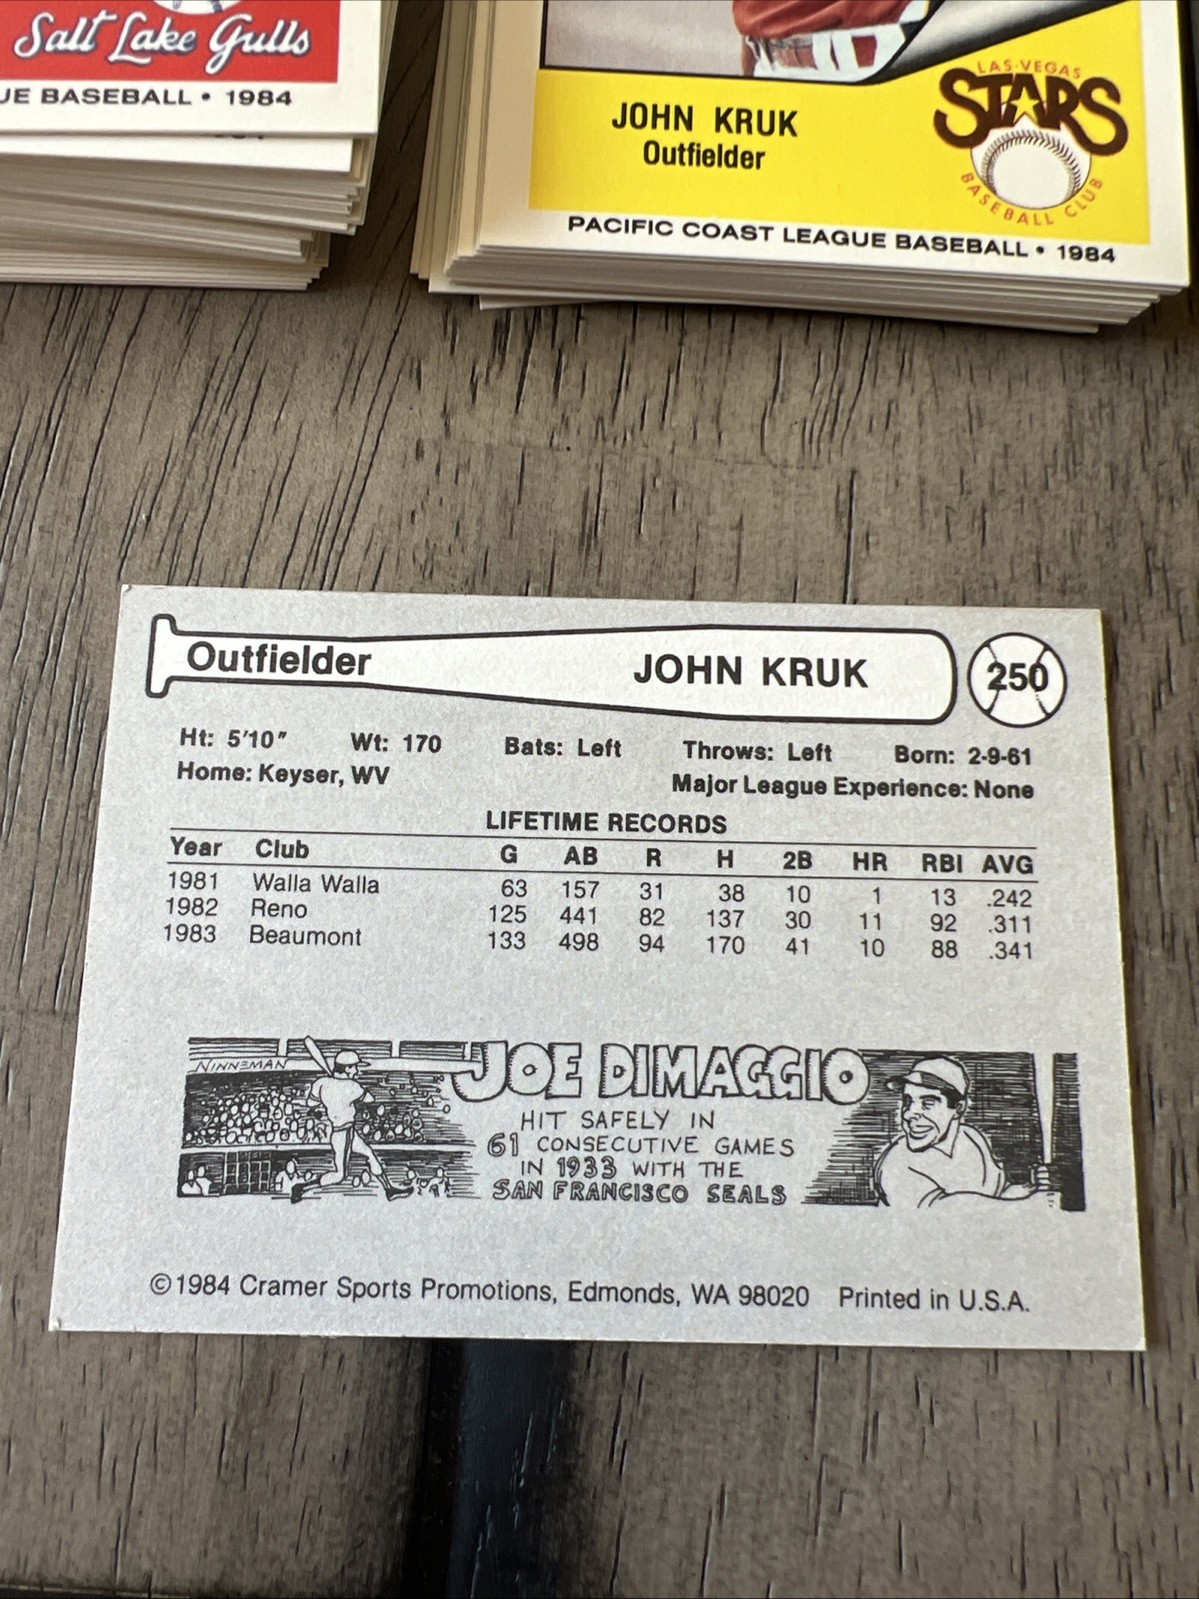 Salt Lake Gulls
UE BASEBALL • 1984
JOHN KRUK
Outfielder
LAS·VEGAS
STARS
BASEBALL CLUB
PACIFIC COAST LEAGUE BASEBALL • 1984
Outfielder JOHN KRUK 250
Ht: 5'10" Wt: 170 Bats: Left Throws: Left Born: 2-9-61
Home: Keyser, WV Major League Experience: None
LIFETIME RECORDS
Year Club G AB R H 2B HR RBI AVG
1981 Walla Walla 63 157 31 38 10 1 13 .242
1982 Reno 125 441 82 137 30 11 92 .311
1983 Beaumont 133 498 94 170 41 10 88 .341
NINNEMAN
JOE DIMAGGIO
HIT SAFELY IN
61 CONSECUTIVE GAMES
IN 1933 WITH THE
SAN FRANCISCO SEALS
©1984 Cramer Sports Promotions, Edmonds, WA 98020 Printed in U.S.A.